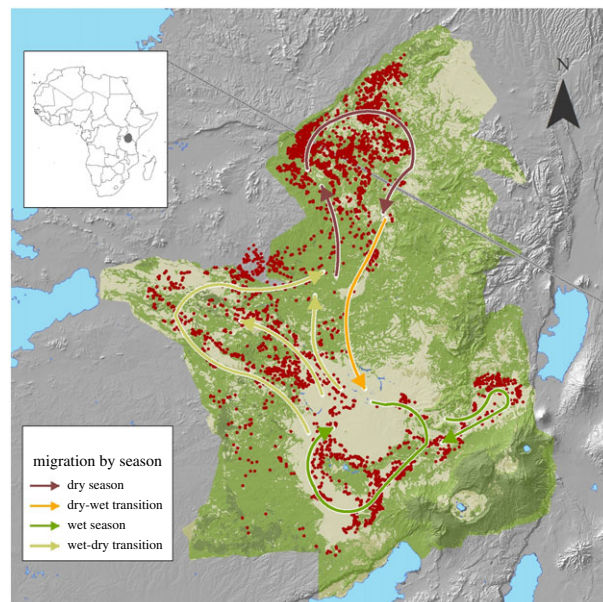 N
migration by season
dry season
dry-wet transition
wet season
wet-dry transition